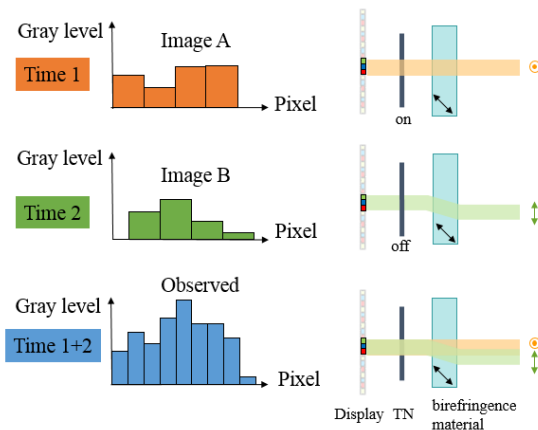 Gray level
Image A
Time 1
Pixel
on
Gray level
Image B
Time 2
Pixel
off
Observed
Gray level
Time 1+2
Pixel
Display TN birefringence
material